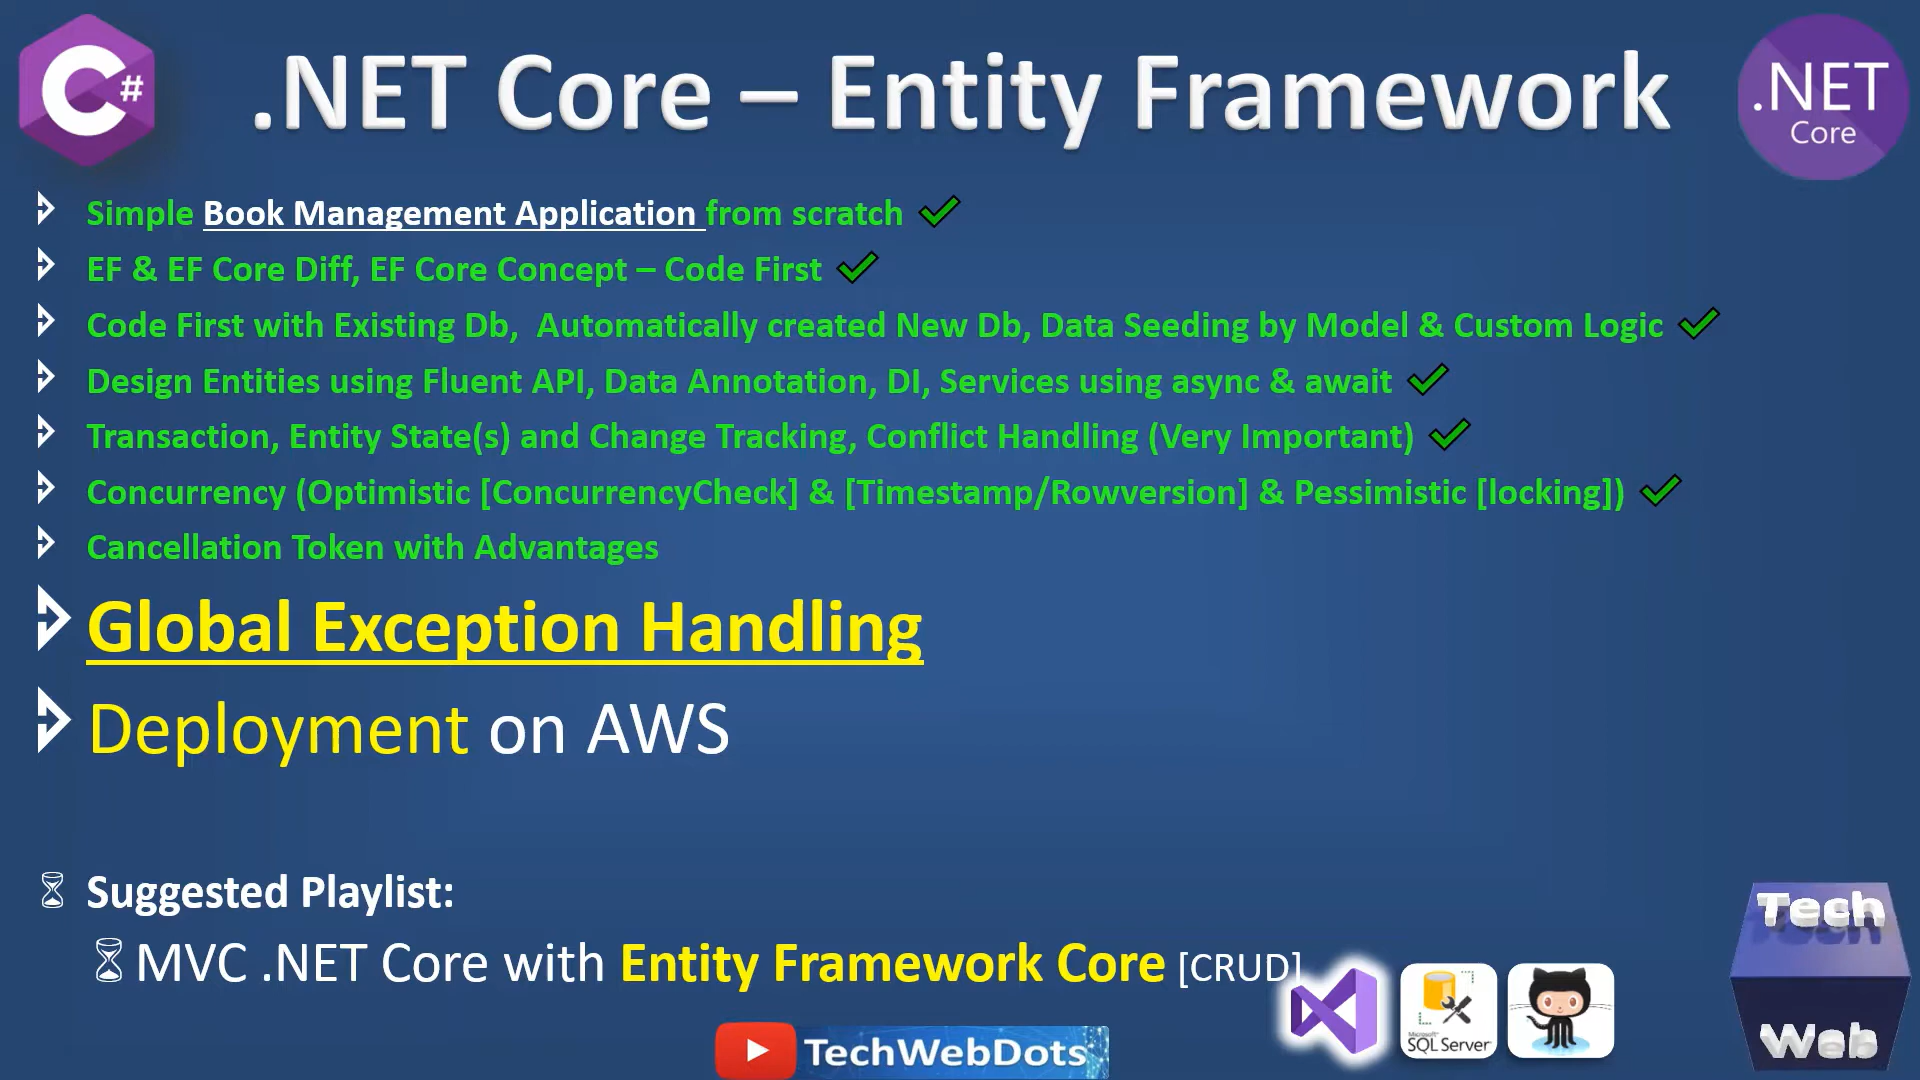 C#
.NET Core – Entity Framework
.NET
Core
Simple Book Management Application from scratch
EF & EF Core Diff, EF Core Concept – Code First
Code First with Existing Db, Automatically created New Db, Data Seeding by Model & Custom Logic
Design Entities using Fluent API, Data Annotation, DI, Services using async & await
Transaction, Entity State(s) and Change Tracking, Conflict Handling (Very Important)
Concurrency (Optimistic [ConcurrencyCheck] & [Timestamp/Rowversion] & Pessimistic [locking])
Cancellation Token with Advantages
Global Exception Handling
Deployment on AWS
Suggested Playlist:
MVC .NET Core with Entity Framework Core [CRUD]
Microsoft
SQL Server
Tech
Web
TechWebDots